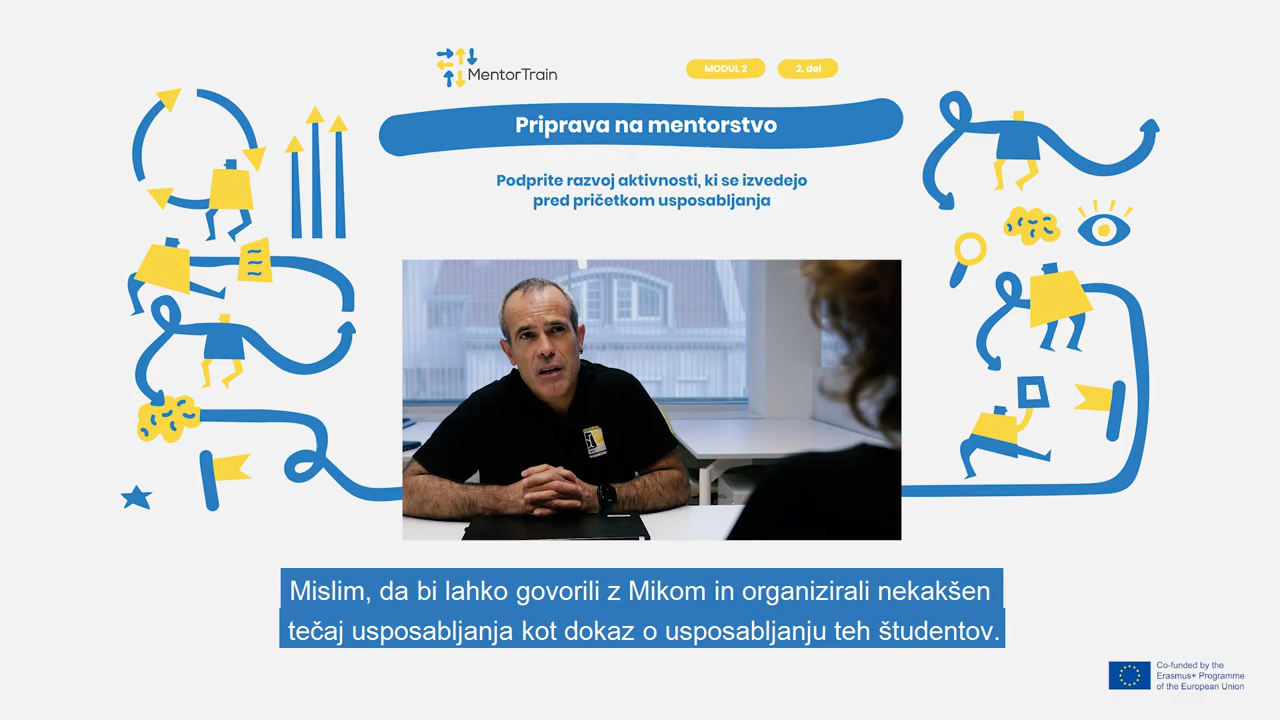 MentorTrain
MODUL 2
2. del
Priprava na mentorstvo
Podprite razvoj aktivnosti, ki se izvedejo
pred pričetkom usposabljanja
Mislim, da bi lahko govorili z Mikom in organizirali nekakšen
tečaj usposabljanja kot dokaz o usposabljanju teh študentov.
Co-funded by the
Erasmus+ Programme
of the European Union